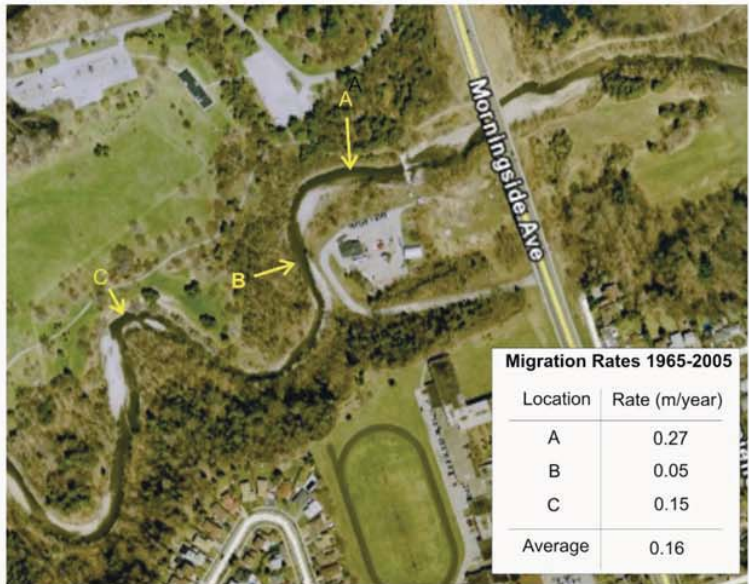 A
A
Morningside Ave
B
C
Migration Rates 1965-2005
Location Rate (m/year)
A 0.27
B 0.05
C 0.15
Average 0.16